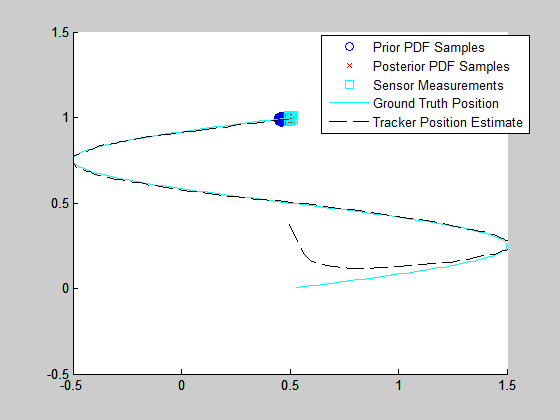 1.5
Prior PDF Samples
Posterior PDF Samples
Sensor Measurements
Ground Truth Position
Tracker Position Estimate
1
0.5
0
-0.5
-0.5
0
0.5
1
1.5